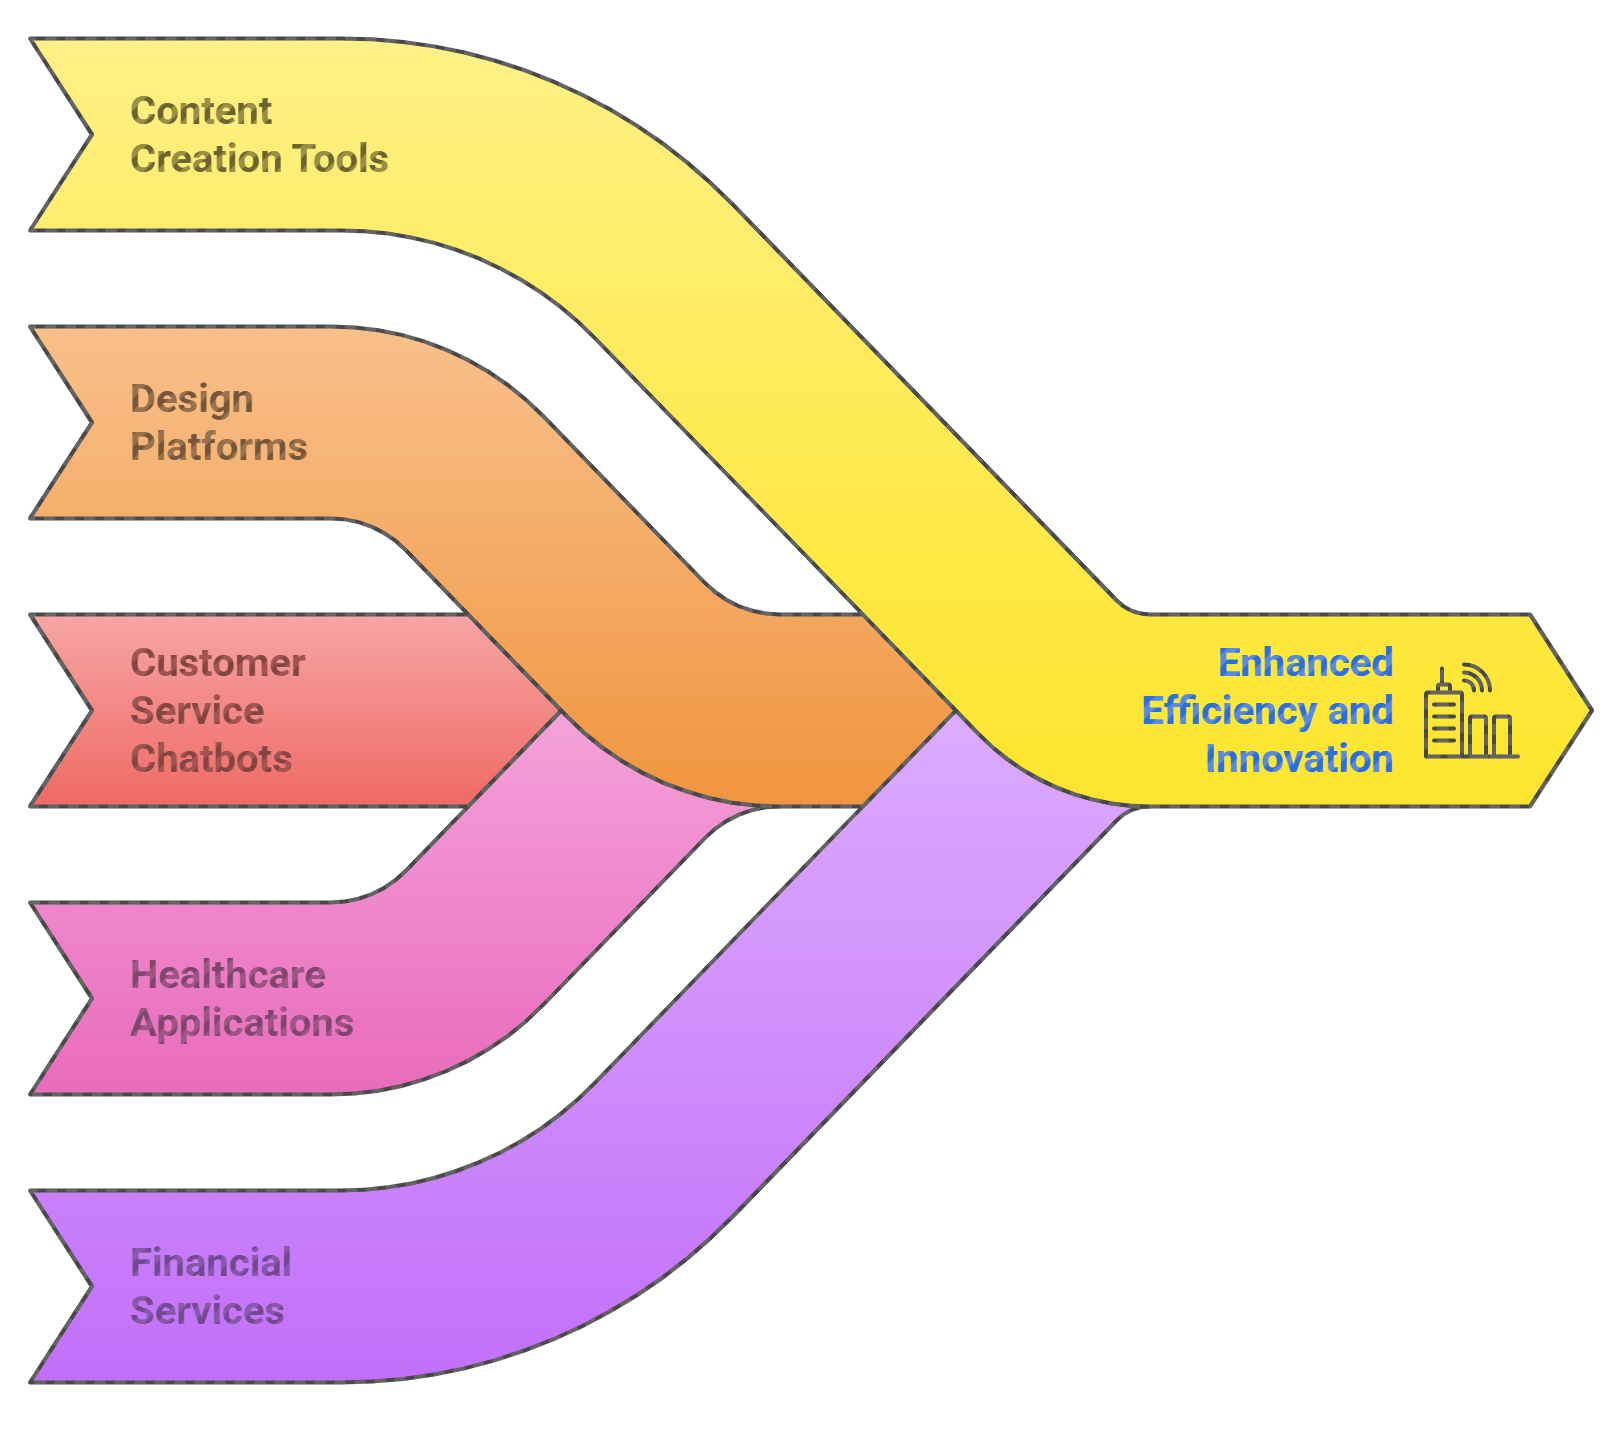 Content
Creation Tools
Design
Platforms
Customer
Service
Chatbots
Enhanced
Efficiency and
Innovation
Healthcare
Applications
Financial
Services